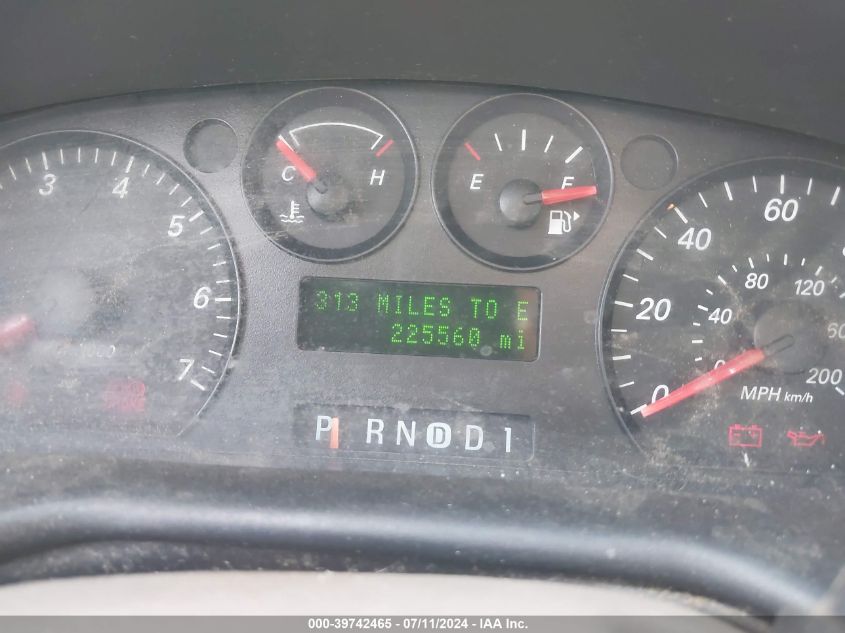 3 4 5 6 7
C H
E F
313 MILES TO E
225560 mi
P R N D D 1
0 20 40 60
40 80 120
200
MPH km/h
000-39742465 - 07/11/2024 - IAA Inc.